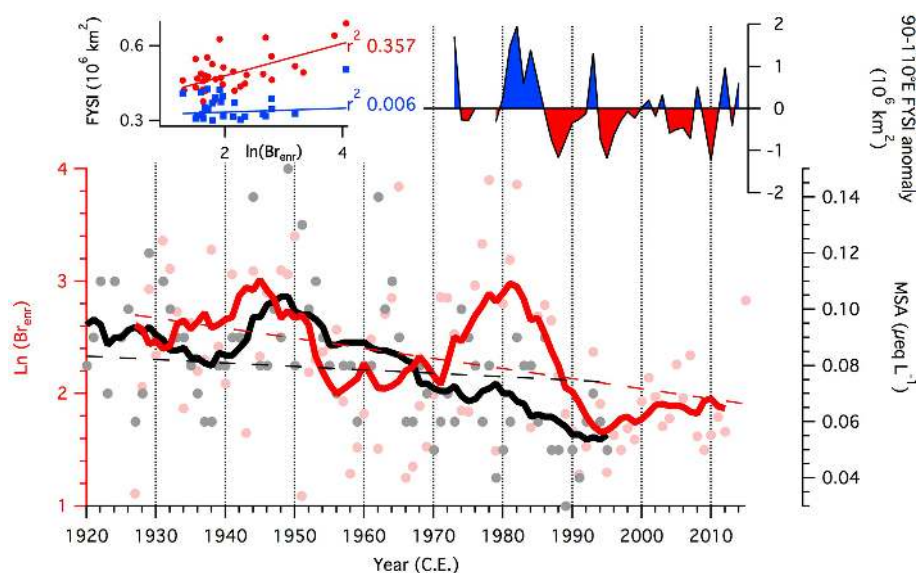 FYSI (10⁶ km²)
0.6
0.3
r² 0.357
r² 0.006
2
4
ln(Br_enr)
2
1
0
-1
-2
90-110°E FYSI anomaly
(10⁶ km²)
4
3
2
1
Ln (Br_enr)
0.14
0.12
0.10
0.08
0.06
0.04
MSA (μeq L⁻¹)
1920 1930 1940 1950 1960 1970 1980 1990 2000 2010
Year (C.E.)